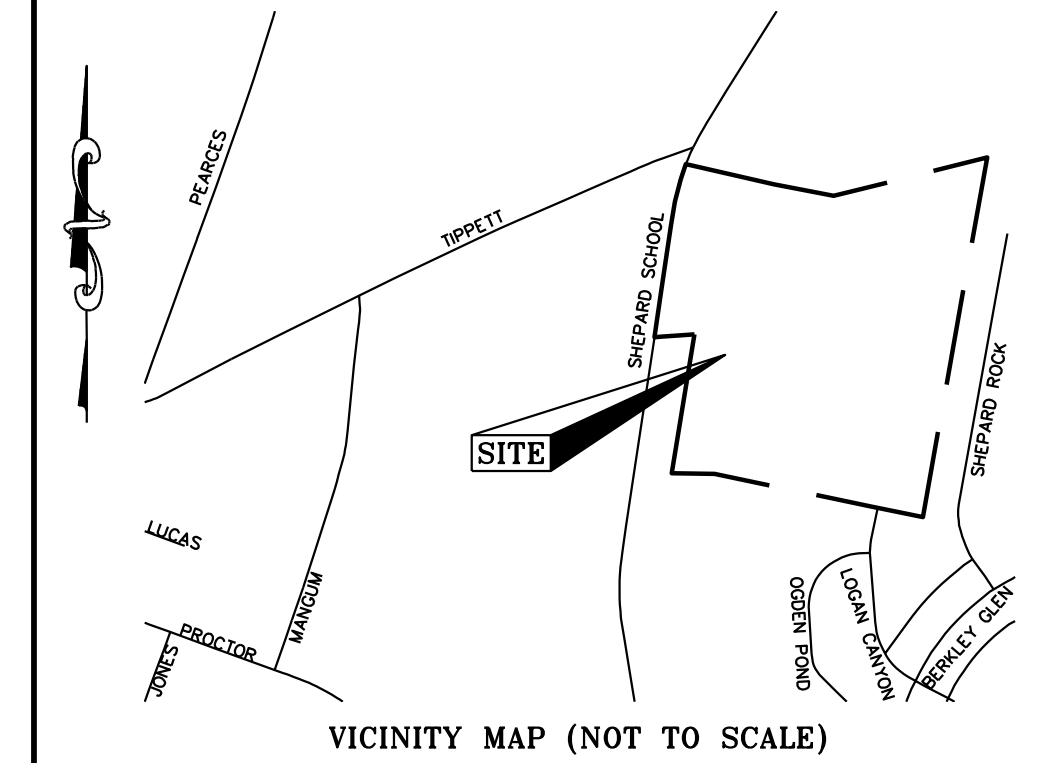 PEARCES
TIPPETT
SHEPARD SCHOOL
SHEPARD ROCK
SITE
LUCAS
PROCTOR
JONES
MANGUM
OGDEN POND
LOGAN CANYON
BERKLEY GLEN
VICINITY MAP (NOT TO SCALE)